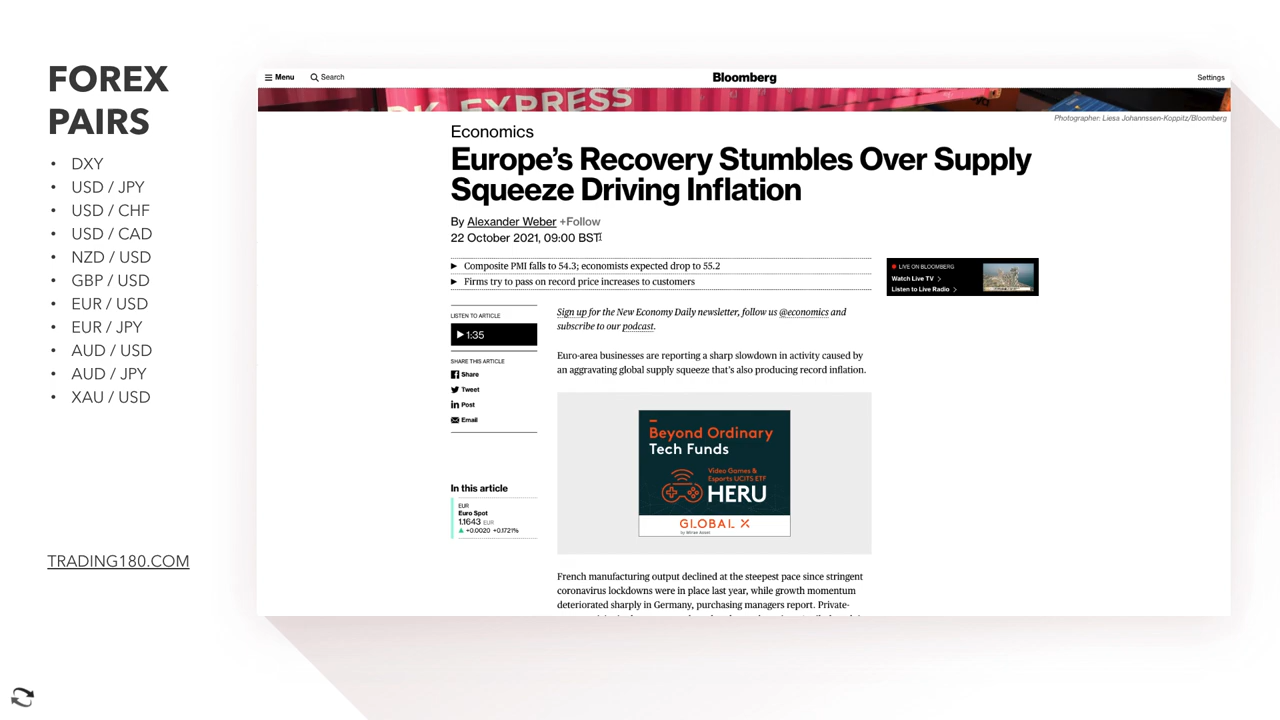 FOREX
PAIRS
• DXY
• USD / JPY
• USD / CHF
• USD / CAD
• NZD / USD
• GBP / USD
• EUR / USD
• EUR / JPY
• AUD / USD
• AUD / JPY
• XAU / USD
TRADING180.COM
Menu
Search
Bloomberg
Settings
RK EXPRESS
Photographer: Liesa Johannssen-Koppitz/Bloomberg
Economics
Europe's Recovery Stumbles Over Supply
Squeeze Driving Inflation
By Alexander Weber +Follow
22 October 2021, 09:00 BST
Composite PMI falls to 54.3; economists expected drop to 55.2
Firms try to pass on record price increases to customers
LIVE ON BLOOMBERG
Watch Live TV >
Listen to Live Radio >
LISTEN TO ARTICLE
1:35
SHARE THIS ARTICLE
Share
Tweet
Post
Email
In this article
EUR
Euro Spot
1.1643 EUR
+0.0020 +0.1721%
Sign up for the New Economy Daily newsletter, follow us @economics and
subscribe to our podcast.
Euro-area businesses are reporting a sharp slowdown in activity caused by
an aggravating global supply squeeze that's also producing record inflation.
Beyond Ordinary
Tech Funds
Video Games &
Esports UCITS ETF
HERU
GLOBAL X
by Mirae Asset
French manufacturing output declined at the steepest pace since stringent
coronavirus lockdowns were in place last year, while growth momentum
deteriorated sharply in Germany, purchasing managers report. Private-